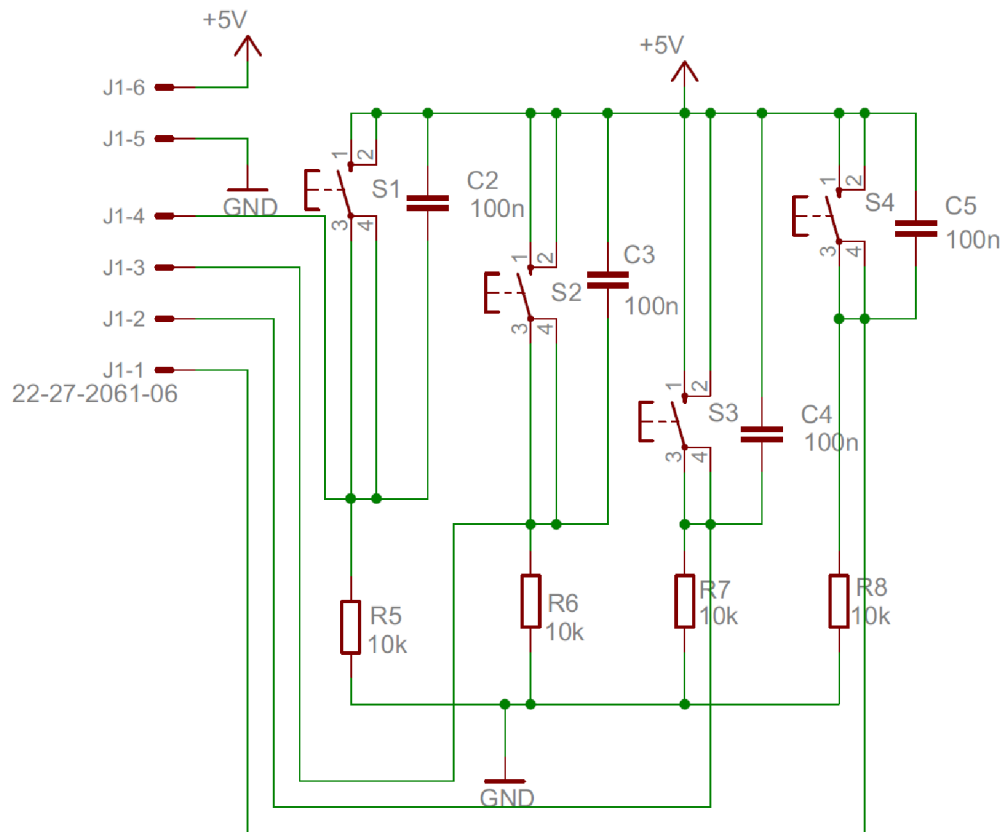 +5V
J1-6
J1-5
GND
J1-4
J1-3
J1-2
J1-1
22-27-2061-06
+5V
1
2
S1
3
4
C2
100n
1
2
S2
3
4
C3
100n
1
2
S3
3
4
C4
100n
1
2
S4
3
4
C5
100n
R5
10k
R6
10k
R7
10k
R8
10k
GND